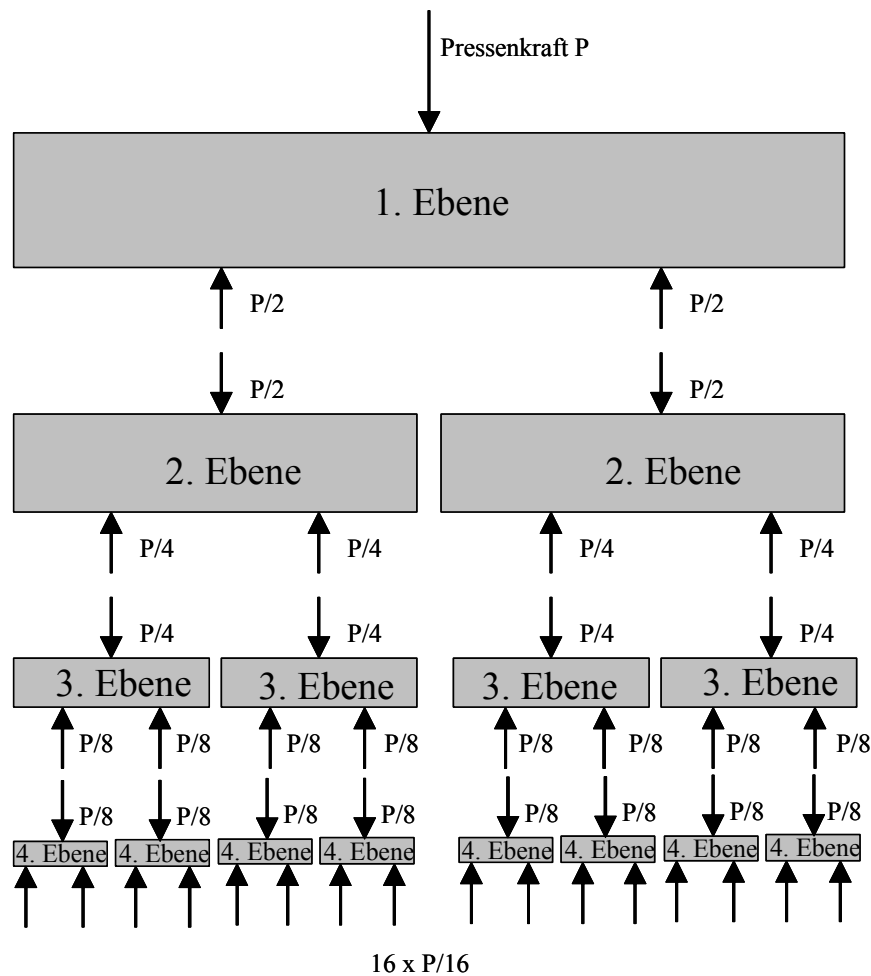 Pressenkraft P
1. Ebene
P/2 P/2
P/2 P/2
2. Ebene 2. Ebene
P/4 P/4 P/4 P/4
P/4 P/4 P/4 P/4
3. Ebene 3. Ebene 3. Ebene 3. Ebene
P/8 P/8 P/8 P/8 P/8 P/8 P/8 P/8
P/8 P/8 P/8 P/8 P/8 P/8 P/8 P/8
4. Ebene 4. Ebene 4. Ebene 4. Ebene 4. Ebene 4. Ebene 4. Ebene 4. Ebene
16 x P/16